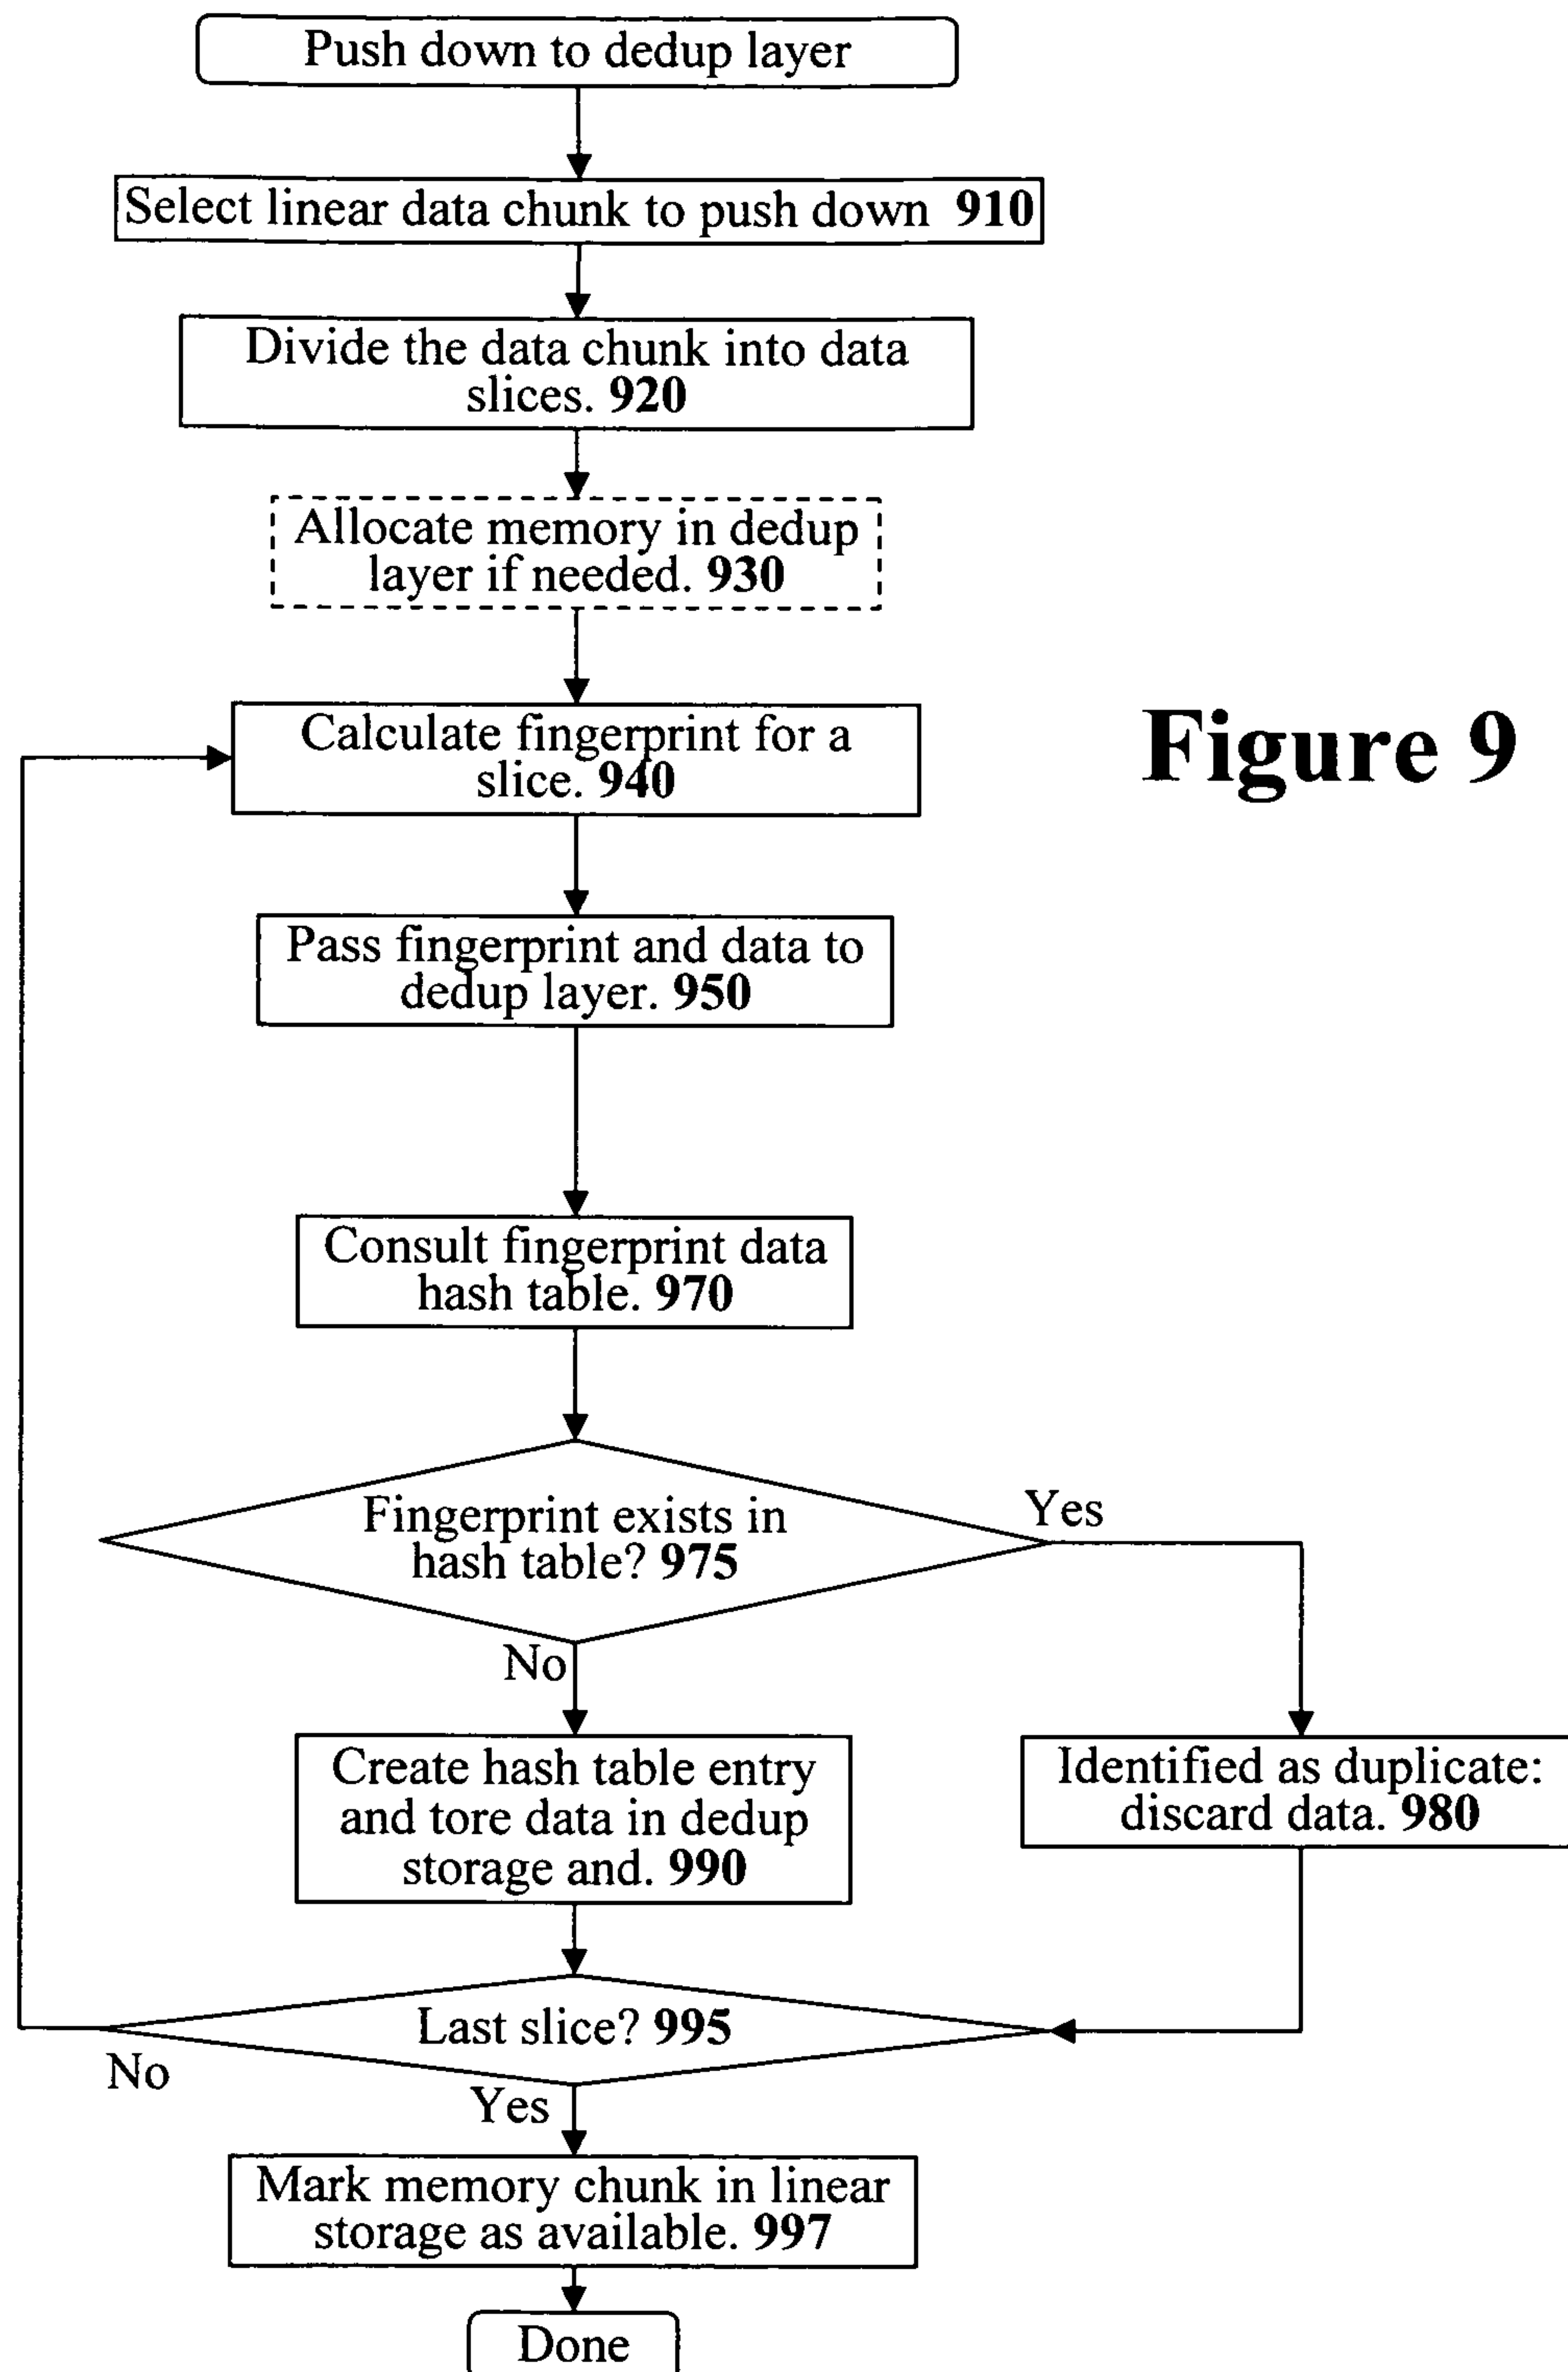 Push down to dedup layer
Select linear data chunk to push down 910
Divide the data chunk into data
slices. 920
Allocate memory in dedup
layer if needed. 930
Calculate fingerprint for a
slice. 940
Figure 9
Pass fingerprint and data to
dedup layer. 950
Consult fingerprint data
hash table. 970
Fingerprint exists in
hash table? 975
Yes
No
Create hash table entry
and tore data in dedup
storage and. 990
Identified as duplicate:
discard data. 980
Last slice? 995
No
Yes
Mark memory chunk in linear
storage as available. 997
Done